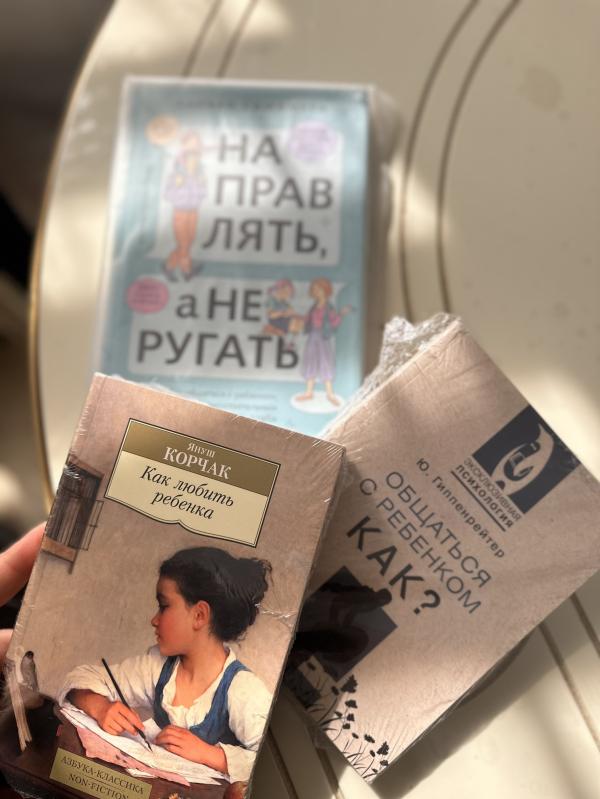 НА
ПРАВ
ЛЯТЬ,
а НЕ
РУГАТЬ
ЯНУШ
КОРЧАК
Как любить
ребенка
АЗБУКА-КЛАССИКА
NON-FICTION
ЭКСКЛЮЗИВНАЯ
ПСИХОЛОГИЯ
Ю. Гиппенрейтер
ОБЩАТЬСЯ
С РЕБЕНКОМ
КАК?